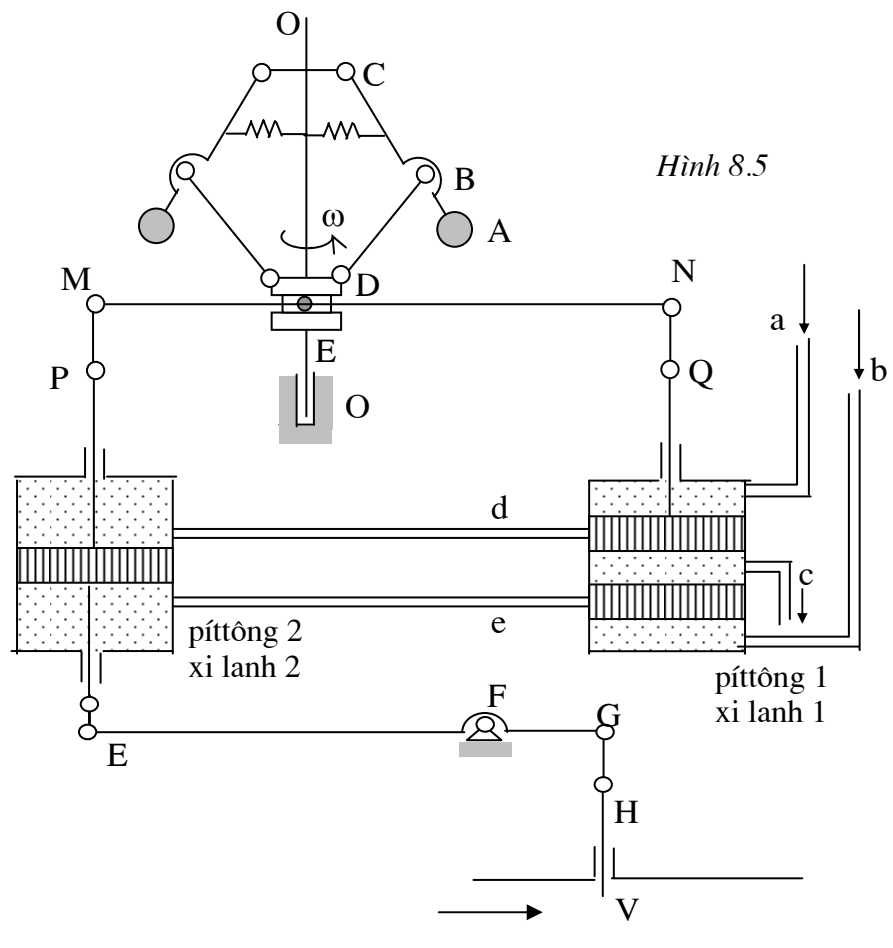 O
C
Hình 8.5
B
ω
A
M
D
N
a
E
P
Q
b
O
d
c
e
píttông 2
xi lanh 2
píttông 1
xi lanh 1
F
G
E
H
V